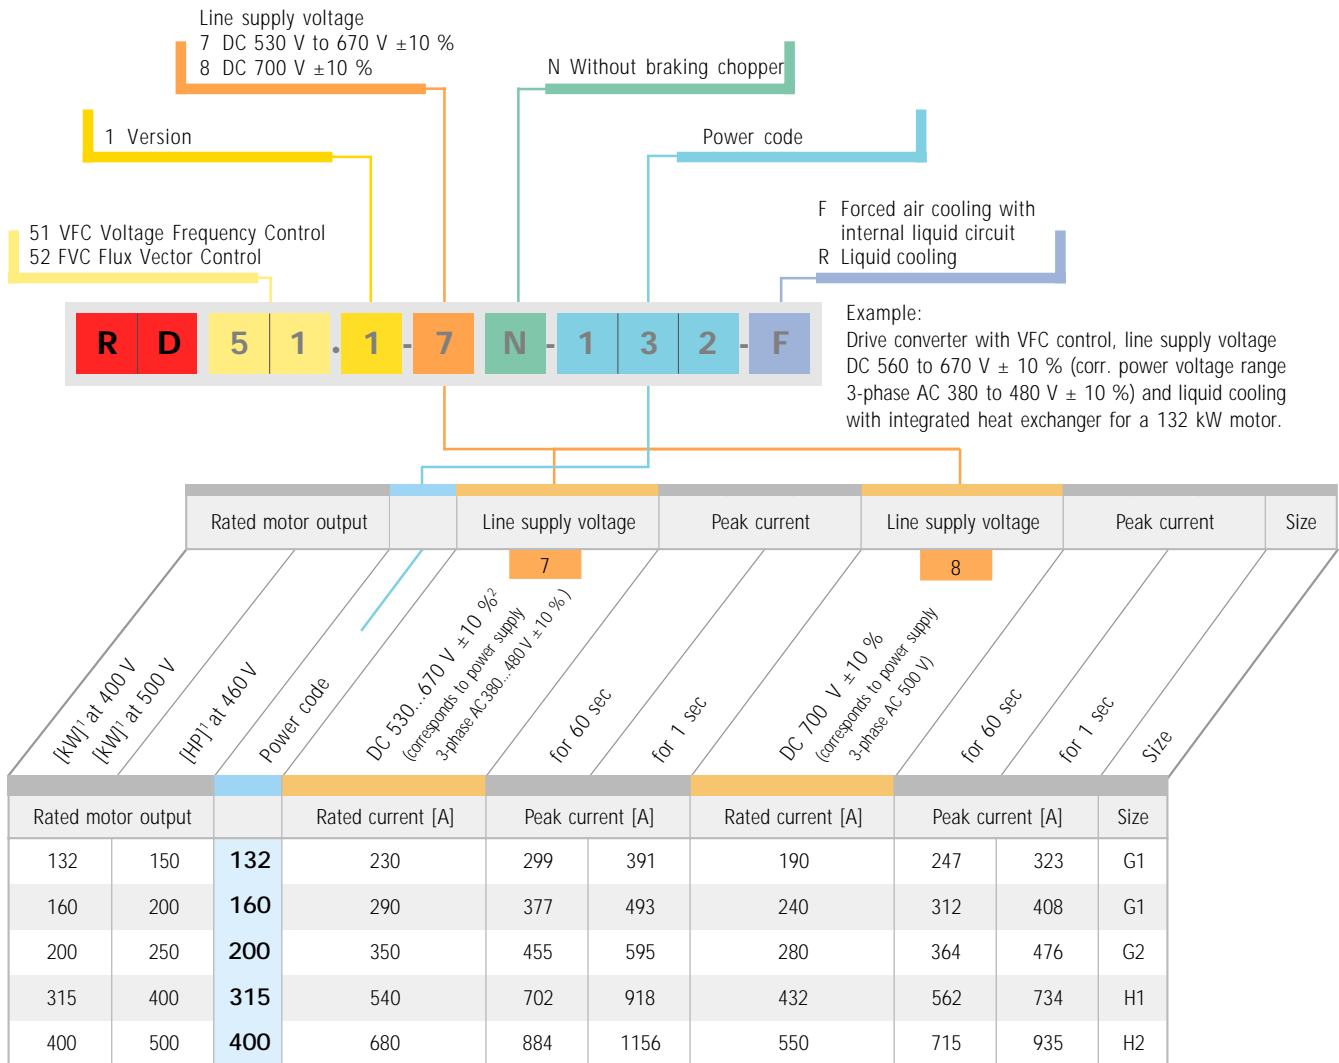 Line supply voltage
7 DC 530 V to 670 V ±10 %
8 DC 700 V ±10 %
N Without braking chopper
1 Version
Power code
51 VFC Voltage Frequency Control
52 FVC Flux Vector Control
F Forced air cooling with
internal liquid circuit
R Liquid cooling
R D 5 1 . 1 - 7 N - 1 3 2 - F
Example:
Drive converter with VFC control, line supply voltage
DC 560 to 670 V ± 10 % (corr. power voltage range
3-phase AC 380 to 480 V ± 10 %) and liquid cooling
with integrated heat exchanger for a 132 kW motor.
Rated motor output Line supply voltage Peak current Line supply voltage Peak current Size
7 8
[KW]¹ at 400 V
[KW]¹ at 500 V
[HP]¹ at 460 V
Power code
DC 530...670 V ±10 %²
(corresponds to power supply
3-phase AC 380...480 V ±10 % )
for 60 sec
for 1 sec
DC 700 V ±10 %
(corresponds to power supply
3-phase AC 500 V)
for 60 sec
for 1 sec
Size
Rated motor output Rated current [A] Peak current [A] Rated current [A] Peak current [A] Size
132 150 132 230 299 391 190 247 323 G1
160 200 160 290 377 493 240 312 408 G1
200 250 200 350 455 595 280 364 476 G2
315 400 315 540 702 918 432 562 734 H1
400 500 400 680 884 1156 550 715 935 H2